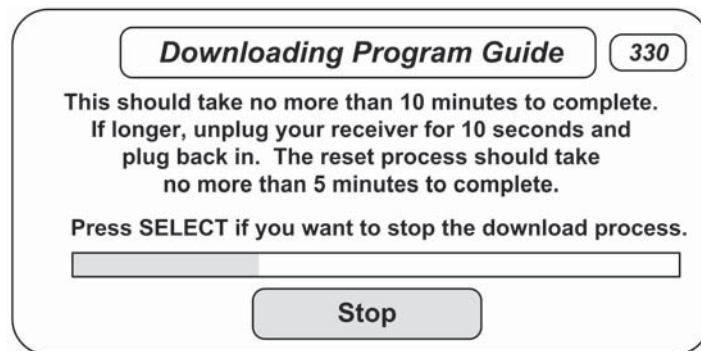 Downloading Program Guide 330
This should take no more than 10 minutes to complete.
If longer, unplug your receiver for 10 seconds and
plug back in. The reset process should take
no more than 5 minutes to complete.
Press SELECT if you want to stop the download process.
Stop